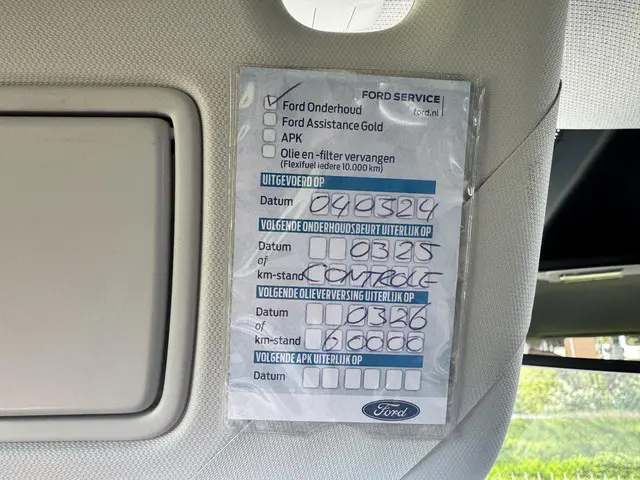 FORD SERVICE
ford.nl
Ford Onderhoud
Ford Assistance Gold
APK
Olie en -filter vervangen
(Flexifuel iedere 10.000 km)
UITGEVOERD OP
Datum 040324
VOLGENDE ONDERHOUDSBEURT UITERLIJK OP
Datum 0325
of
km-stand CONTROLE
VOLGENDE OLIEVERVERSING UITERLIJK OP
Datum 0326
of
km-stand 60000
VOLGENDE APK UITERLIJK OP
Datum
Ford